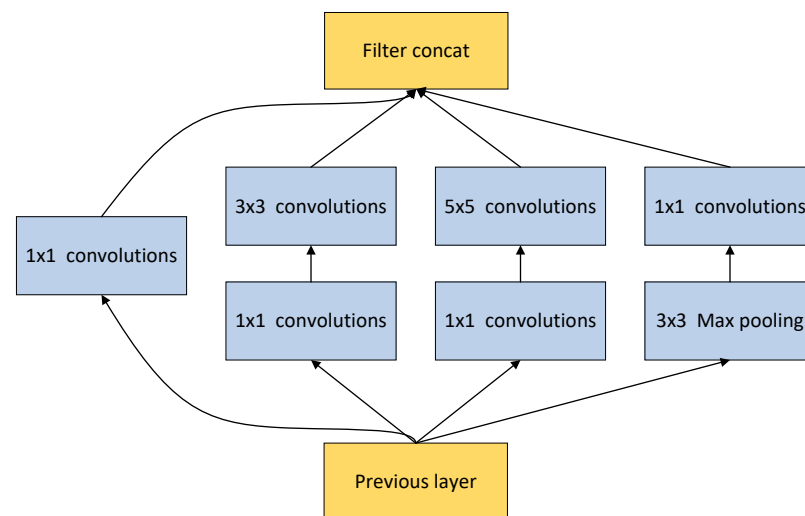 Filter concat
3x3 convolutions
5x5 convolutions
1x1 convolutions
1x1 convolutions
1x1 convolutions
1x1 convolutions
3x3 Max pooling
Previous layer